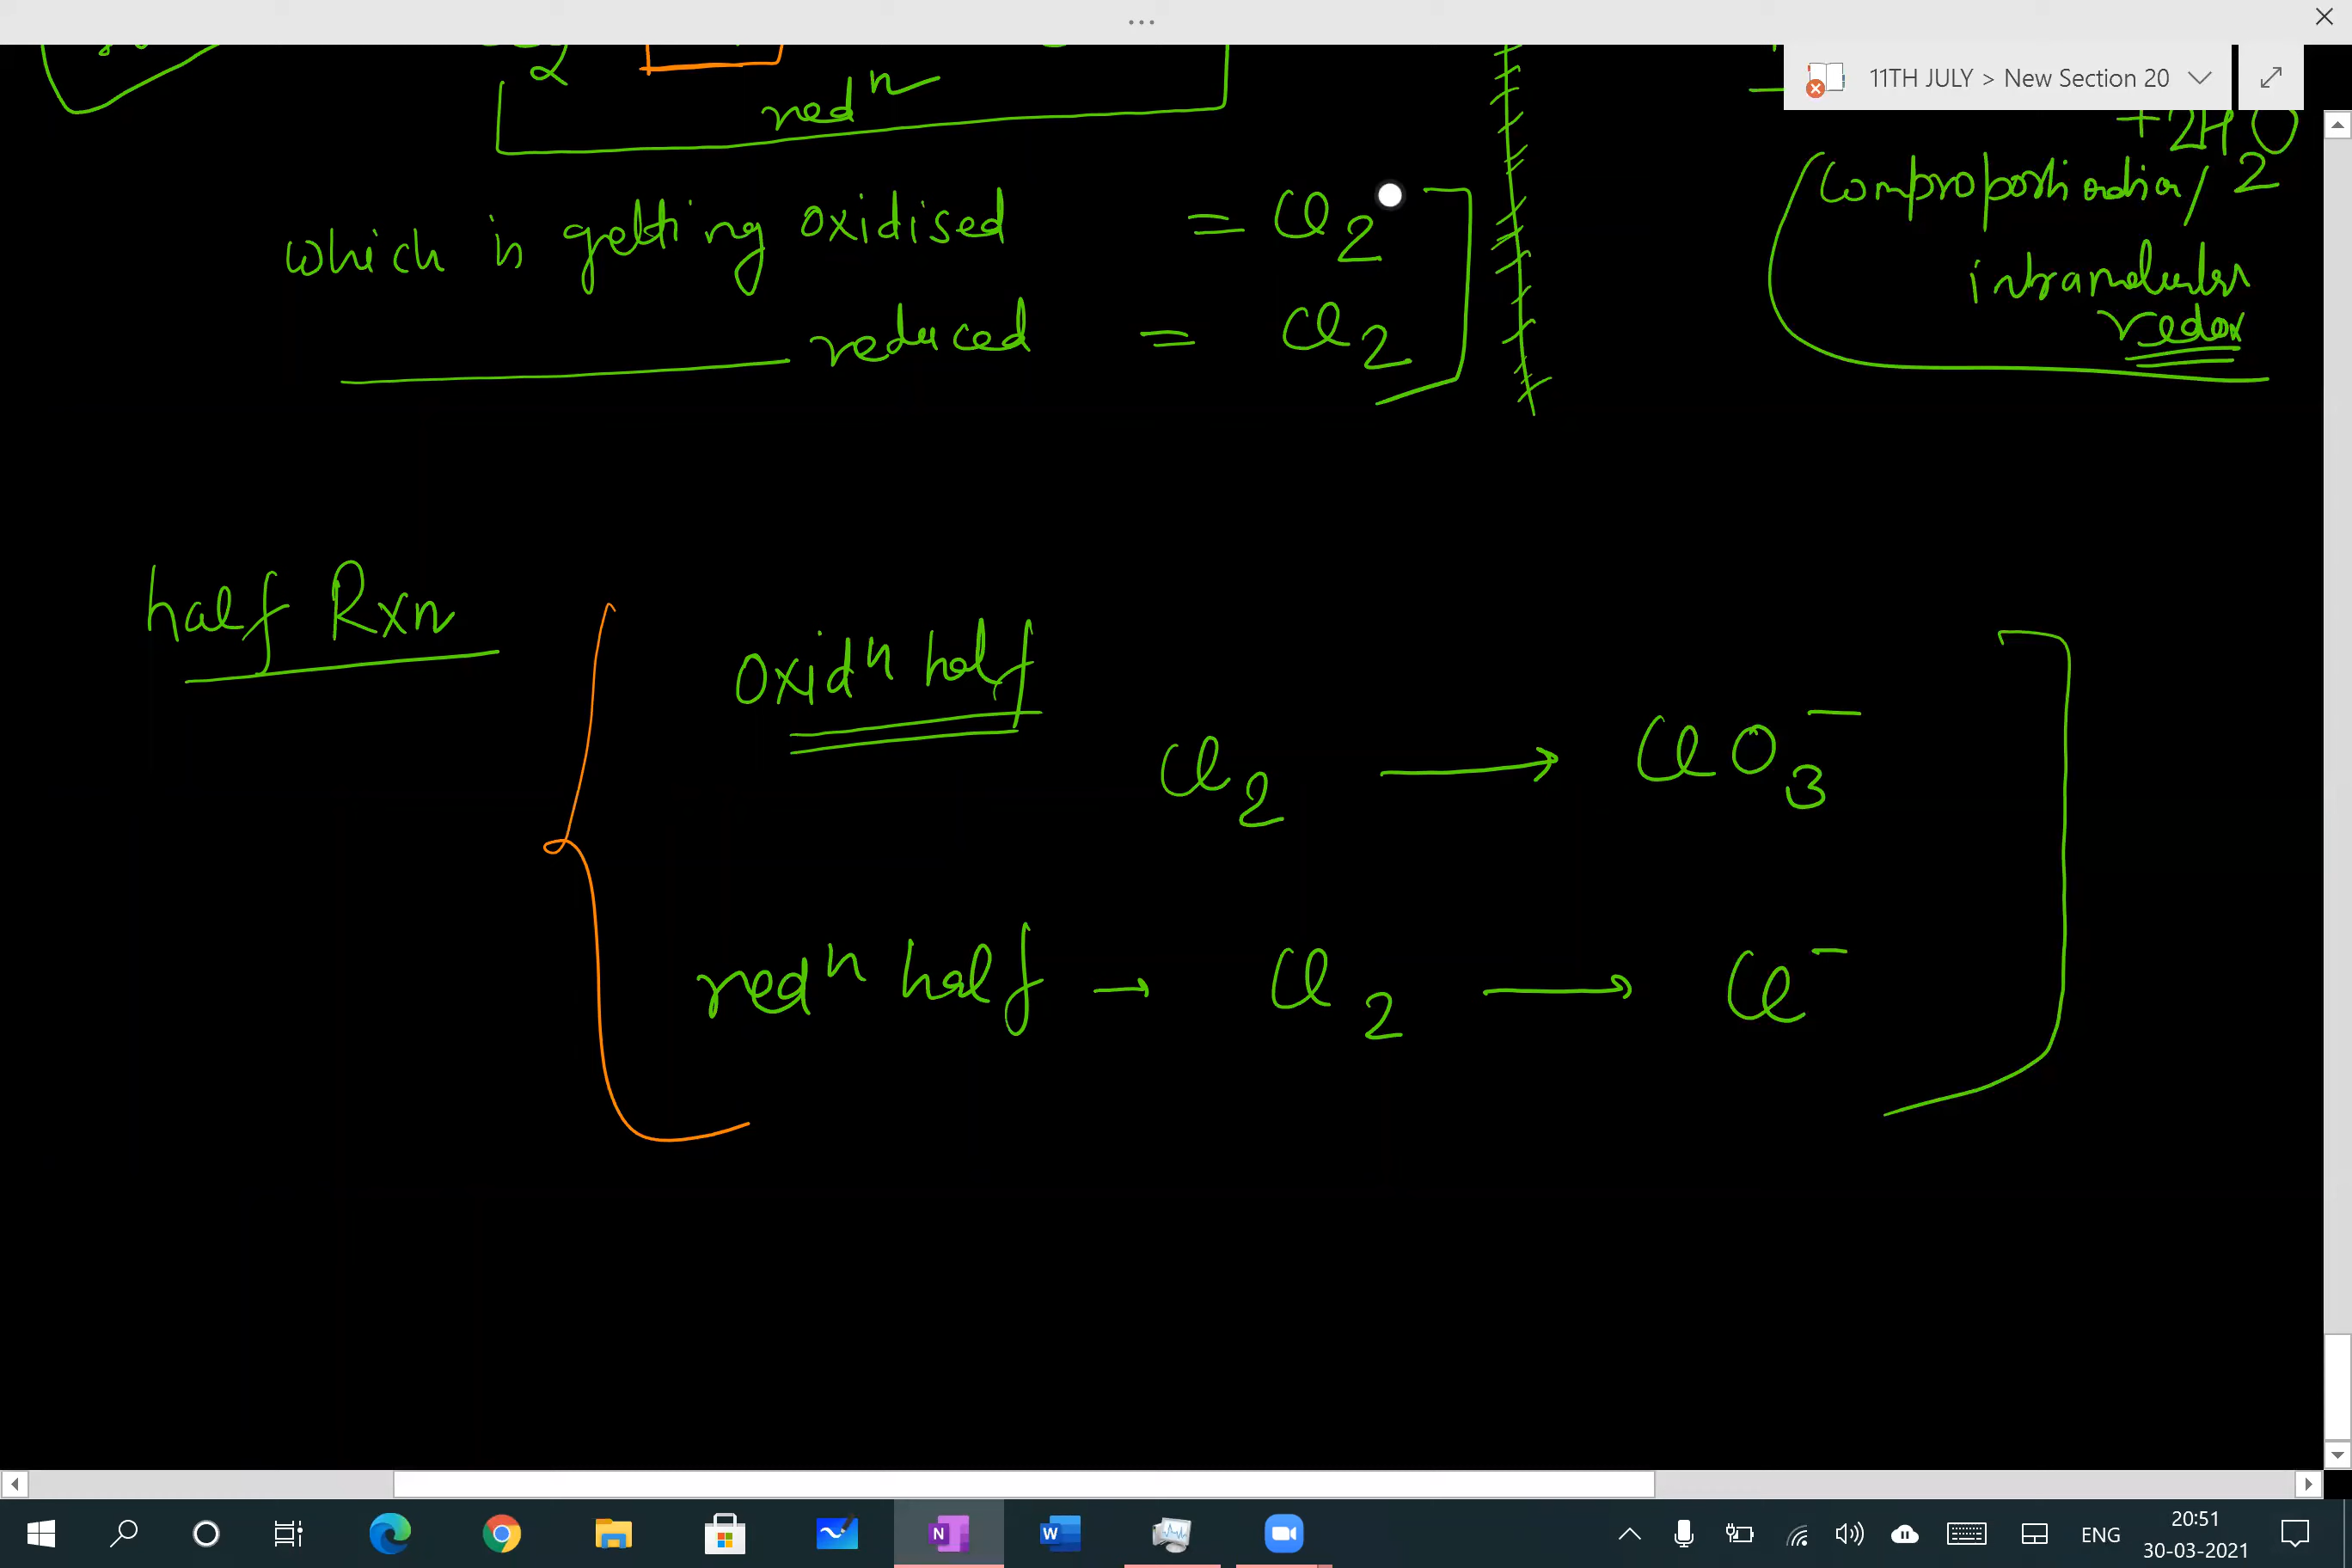 ...
11TH JULY > New Section 20
2
redⁿ
+2H₂O
which is getting oxidised = Cl₂
reduced = Cl₂
Comproportionation/
intramolecular
redox
half Rxn
Oxidⁿ half
Cl₂ → ClO₃⁻
redⁿ half → Cl₂ → Cl⁻
N
W
ENG
20:51
30-03-2021